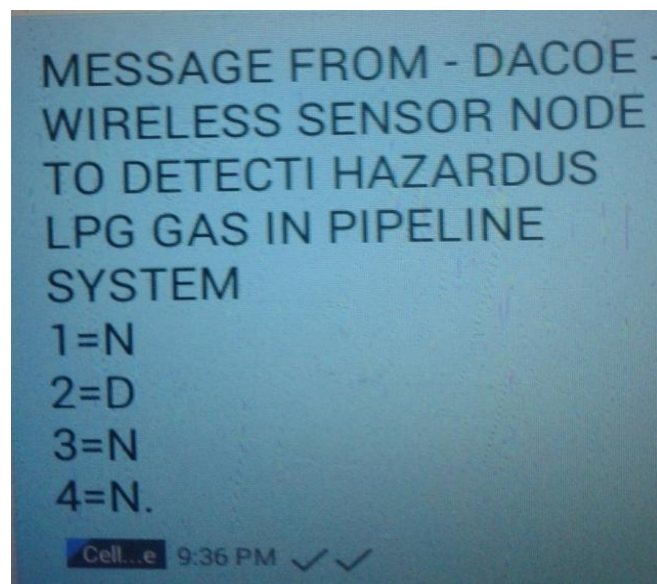 MESSAGE FROM - DACOE -
WIRELESS SENSOR NODE
TO DETECTI HAZARDUS
LPG GAS IN PIPELINE
SYSTEM
1=N
2=D
3=N
4=N.
Cell...e 9:36 PM